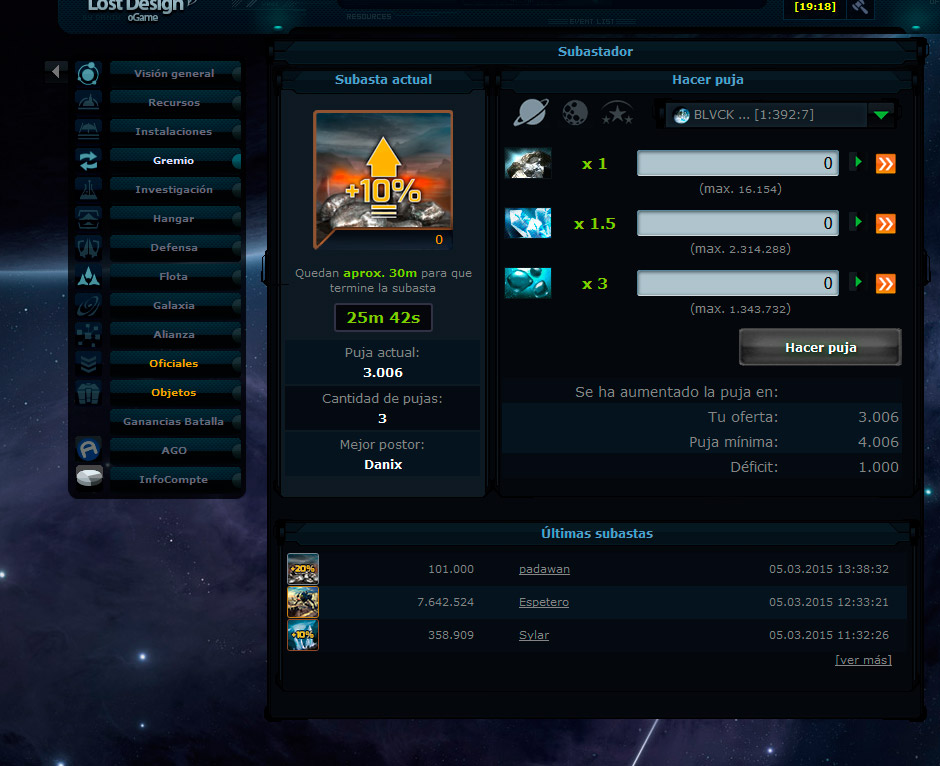 Lost Design
oGame
RESOURCES
EVENT LIST
[19:18]
Visión general
Recursos
Instalaciones
Gremio
Investigación
Hangar
Defensa
Flota
Galaxia
Alianza
Oficiales
Objetos
Ganancias Batalla
AGO
InfoCompte
Subastador
Subasta actual
+10%
0
Quedan aprox. 30m para que
termine la subasta
25m 42s
Puja actual:
3.006
Cantidad de pujas:
3
Mejor postor:
Danix
Hacer puja
BLVCK ... [1:392:7]
x 1
0
(max. 16.154)
x 1.5
0
(max. 2.314.288)
x 3
0
(max. 1.343.732)
Hacer puja
Se ha aumentado la puja en:
Tu oferta: 3.006
Puja mínima: 4.006
Déficit: 1.000
Últimas subastas
+20% 101.000 padawan 05.03.2015 13:38:32
7.642.524 Espetero 05.03.2015 12:33:21
+10% 358.909 Sylar 05.03.2015 11:32:26
[ver más]